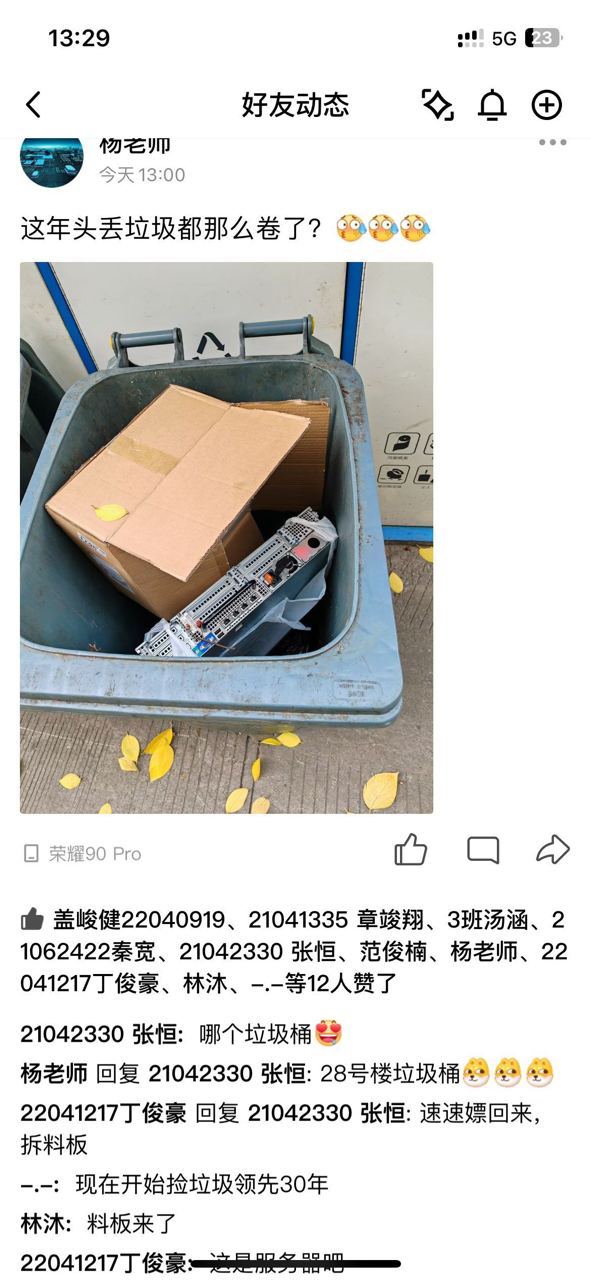 13:29
5G 23
好友动态
杨老师
今天 13:00
这年头丢垃圾都那么卷了？
荣耀90 Pro
盖峻健22040919、21041335 章竣翔、3班汤涵、2
1062422秦宽、21042330 张恒、范俊楠、杨老师、22
041217丁俊豪、林沐、-.-等12人赞了
21042330 张恒: 哪个垃圾桶
杨老师 回复 21042330 张恒: 28号楼垃圾桶
22041217丁俊豪 回复 21042330 张恒: 速速嫖回来,
拆料板
-.-: 现在开始捡垃圾领先30年
林沐: 料板来了
22041217丁俊豪: 这是服务器吧